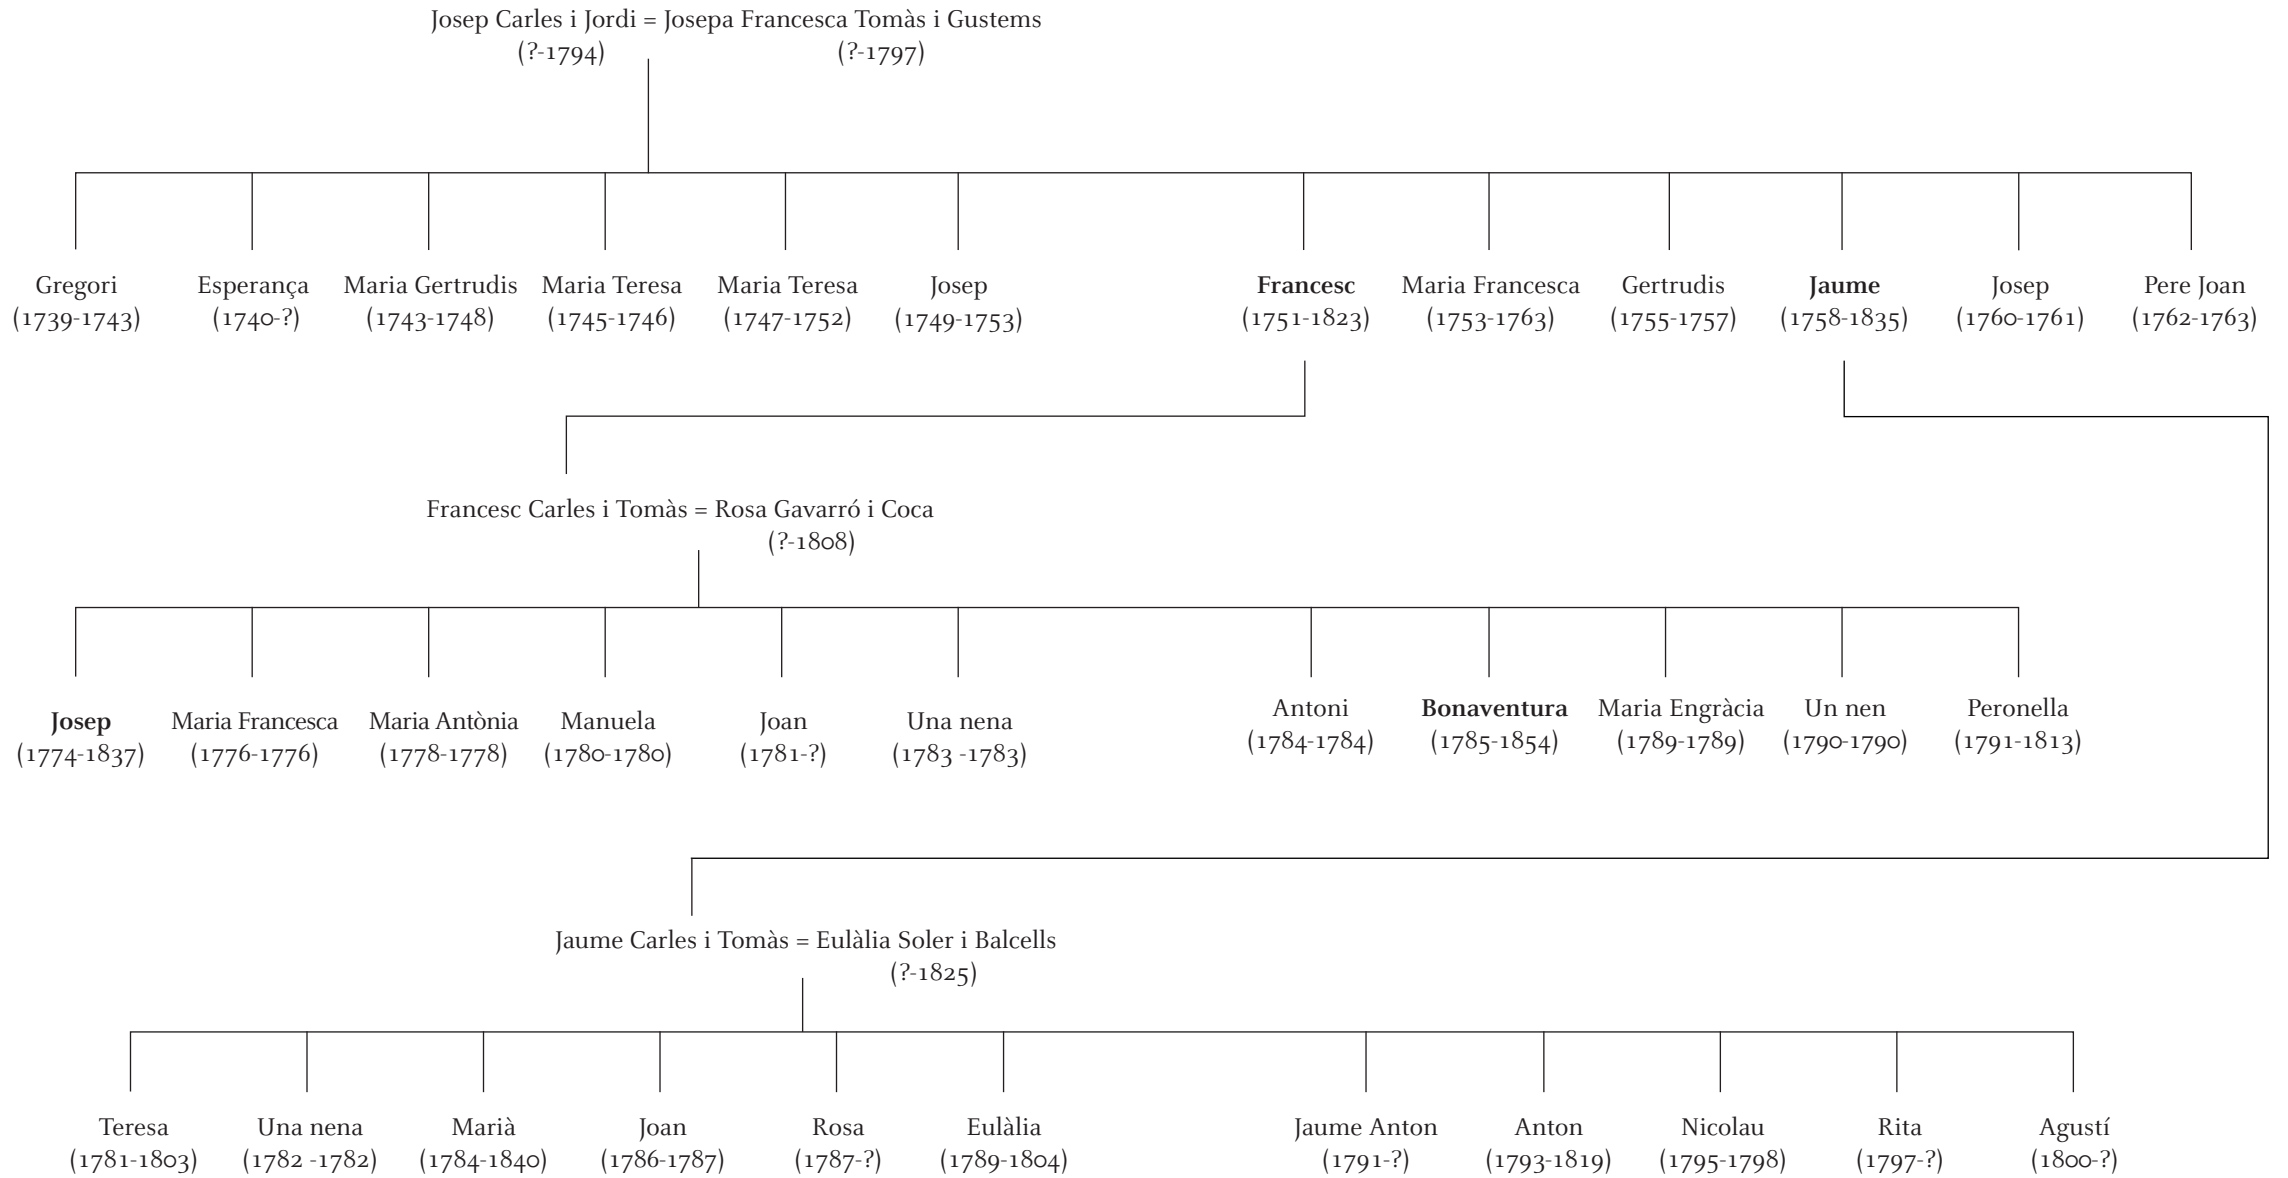 Josep Carles i Jordi = Josepa Francesca Tomàs i Gustems
(?-1794) (?-1797)
Gregori Esperança Maria Gertrudis Maria Teresa Maria Teresa Josep Francesc Maria Francesca Gertrudis Jaume Josep Pere Joan
(1739-1743) (1740-?) (1743-1748) (1745-1746) (1747-1752) (1749-1753) (1751-1823) (1753-1763) (1755-1757) (1758-1835) (1760-1761) (1762-1763)
Francesc Carles i Tomàs = Rosa Gavarró i Coca
(?-1808)
Josep Maria Francesca Maria Antònia Manuela Joan Una nena Antoni Bonaventura Maria Engràcia Un nen Peronella
(1774-1837) (1776-1776) (1778-1778) (1780-1780) (1781-?) (1783 -1783) (1784-1784) (1785-1854) (1789-1789) (1790-1790) (1791-1813)
Jaume Carles i Tomàs = Eulàlia Soler i Balcells
(?-1825)
Teresa Una nena Marià Joan Rosa Eulàlia Jaume Anton Anton Nicolau Rita Agustí
(1781-1803) (1782 -1782) (1784-1840) (1786-1787) (1787-?) (1789-1804) (1791-?) (1793-1819) (1795-1798) (1797-?) (1800-?)